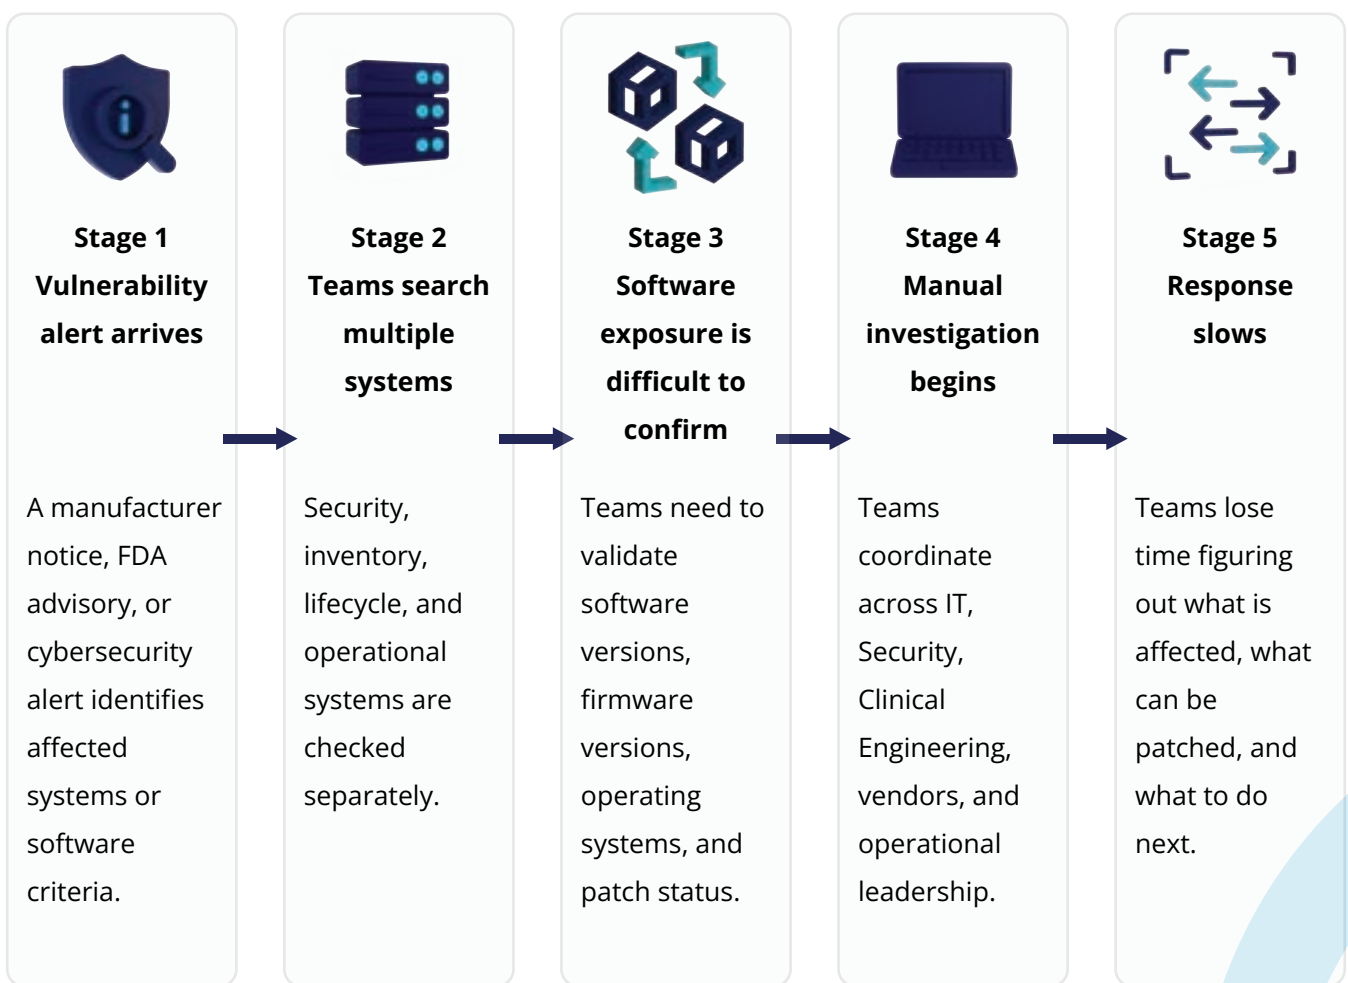 Stage 1
Vulnerability
alert arrives
A manufacturer
notice, FDA
advisory, or
cybersecurity
alert identifies
affected
systems or
software
criteria.
Stage 2
Teams search
multiple
systems
Security,
inventory,
lifecycle, and
operational
systems are
checked
separately.
Stage 3
Software
exposure is
difficult to
confirm
Teams need to
validate
software
versions,
firmware
versions,
operating
systems, and
patch status.
Stage 4
Manual
investigation
begins
Teams
coordinate
across IT,
Security,
Clinical
Engineering,
vendors, and
operational
leadership.
Stage 5
Response
slows
Teams lose
time figuring
out what is
affected, what
can be
patched, and
what to do
next.